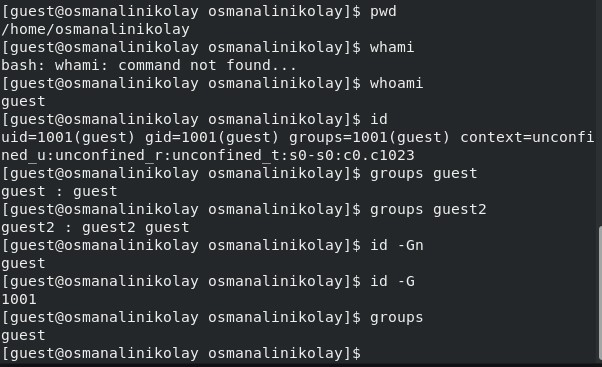 [guest@osmanalinikolay osmanalinikolay]$ pwd
/home/osmanalinikolay
[guest@osmanalinikolay osmanalinikolay]$ whami
bash: whami: command not found...
[guest@osmanalinikolay osmanalinikolay]$ whoami
guest
[guest@osmanalinikolay osmanalinikolay]$ id
uid=1001(guest) gid=1001(guest) groups=1001(guest) context=unconfi
ned_u:unconfined_r:unconfined_t:s0-s0:c0.c1023
[guest@osmanalinikolay osmanalinikolay]$ groups guest
guest : guest
[guest@osmanalinikolay osmanalinikolay]$ groups guest2
guest2 : guest2 guest
[guest@osmanalinikolay osmanalinikolay]$ id -Gn
guest
[guest@osmanalinikolay osmanalinikolay]$ id -G
1001
[guest@osmanalinikolay osmanalinikolay]$ groups
guest
[guest@osmanalinikolay osmanalinikolay]$